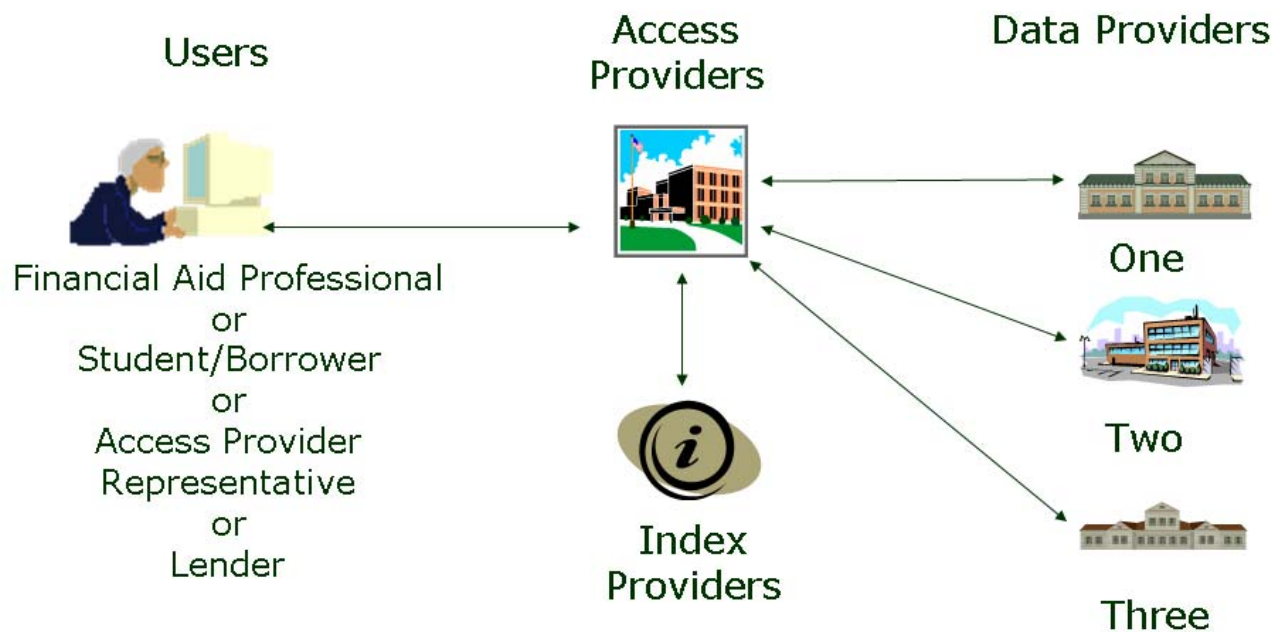 Users
Financial Aid Professional
or
Student/Borrower
or
Access Provider
Representative
or
Lender
Access
Providers
i
Index
Providers
Data Providers
One
Two
Three